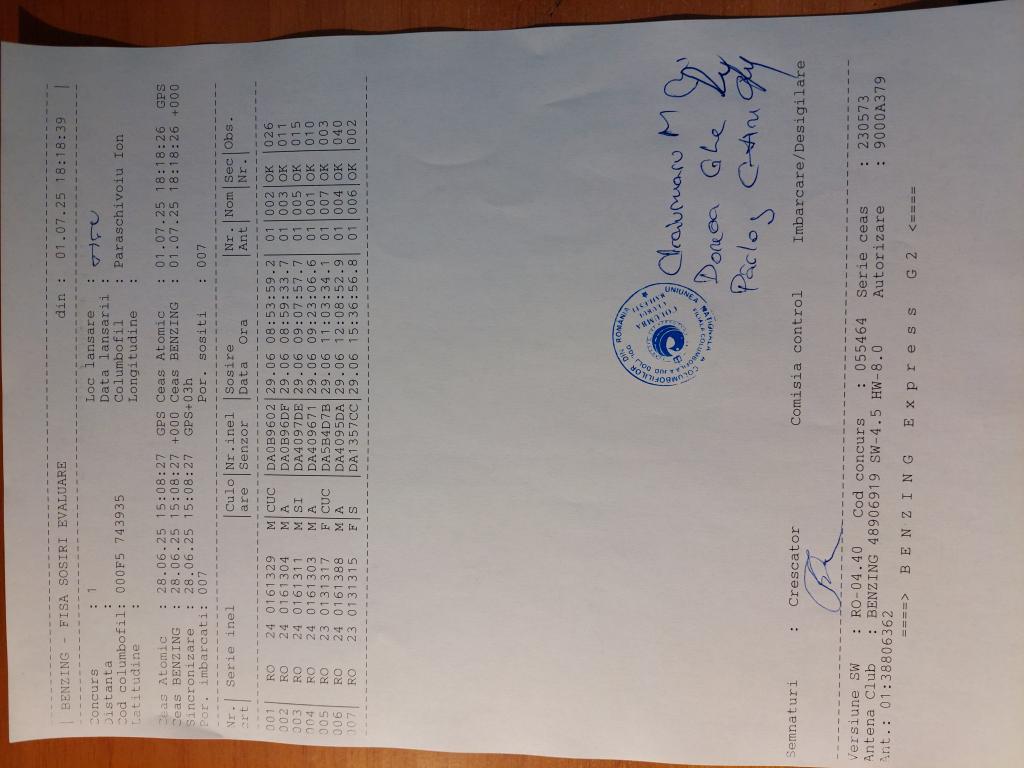 | BENZING - FISA SOSIRI EVALUARE din : 01.07.25 18:18:39 |
Concurs : 1 Loc lansare :
Distanta : Data lansarii :
Cod columbofil: 000F5 743935 Columbofil : Paraschivoiu Ion
Latitudine : Longitudine :
Ceas Atomic : 28.06.25 15:08:27 GPS Ceas Atomic : 01.07.25 18:18:26 GPS
Ceas BENZING : 28.06.25 15:08:27 +000 Ceas BENZING : 01.07.25 18:18:26 +000
Sincronizare : 28.06.25 15:08:27 GPS+03h
Por. imbarcati: 007 Por. sositi : 007
Nr. | Serie inel |Culo|Nr.inel |Sosire |Nr. |Nom|Sec|Obs.
crt| |are |Senzor |Data Ora |Ant| |Nr.|
001 | RO 24 0161329 M|CUC |DA0B9602|29.06 08:53:59.2| 01|002|OK |026
002 | RO 24 0161304 M|A |DA0B96DF|29.06 08:59:33.7| 01|003|OK |011
003 | RO 24 0161311 M|SI |DA4097DE|29.06 09:07:57.7| 01|005|OK |015
004 | RO 24 0161303 M|A |DA409671|29.06 09:23:06.6| 01|001|OK |010
005 | RO 23 0131317 F|CUC |DA5B4D7B|29.06 11:03:34.1| 01|007|OK |003
006 | RO 24 0161388 M|A |DA4095DA|29.06 12:08:52.9| 01|004|OK |040
007 | RO 23 0131315 F|S |DA1357CC|29.06 15:36:56.8| 01|006|OK |002
UNIUNEA NATIONALA A COLUMBOFILILOR DIN ROMANIA
COLUMBA
Donea Ghe
Semnaturi : Crescator Comisia control Imbarcare/Desigilare
Versiune SW : RO-04.40 Cod concurs : 055464 Serie ceas : 230573
Antena Club : BENZING 48906919 SW-4.5 HW-8.0 Autorizare : 9000A379
Ant.: 01:38806362
====> B E N Z I N G E x p r e s s G 2 <====